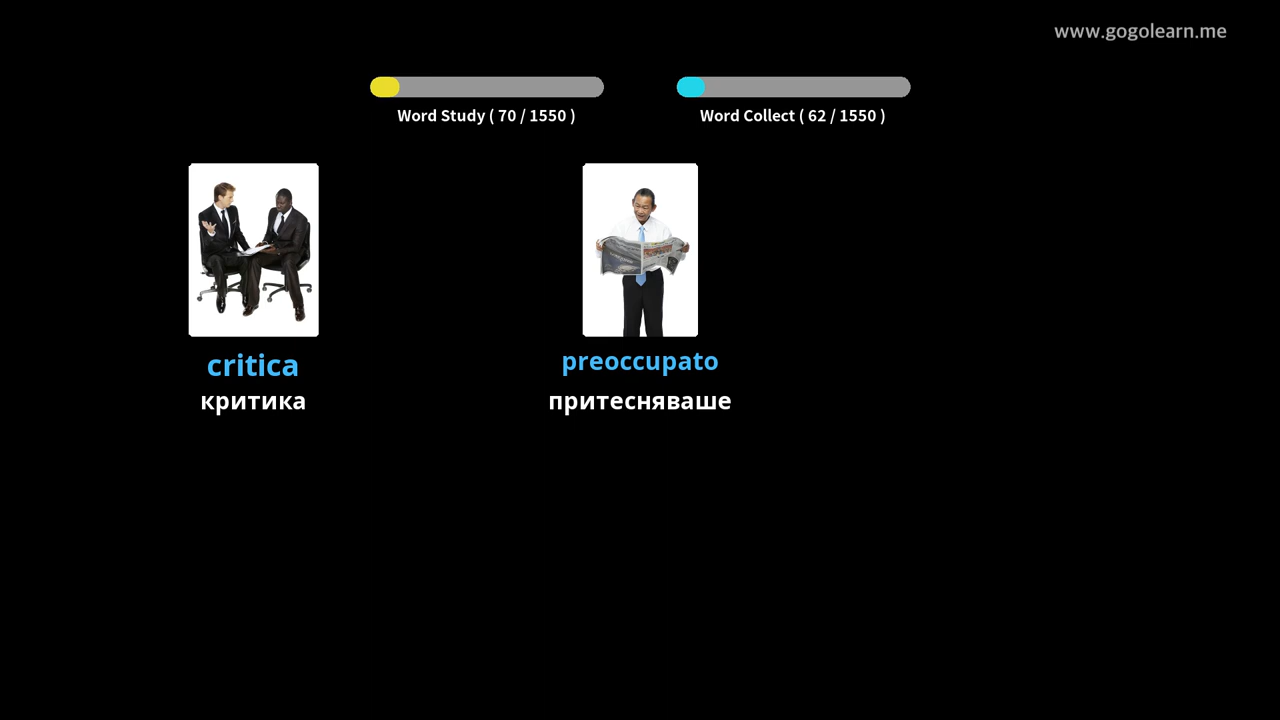 www.gogolearn.me
Word Study ( 70 / 1550 )
Word Collect ( 62 / 1550 )
critica
критика
preoccupato
притесняваше